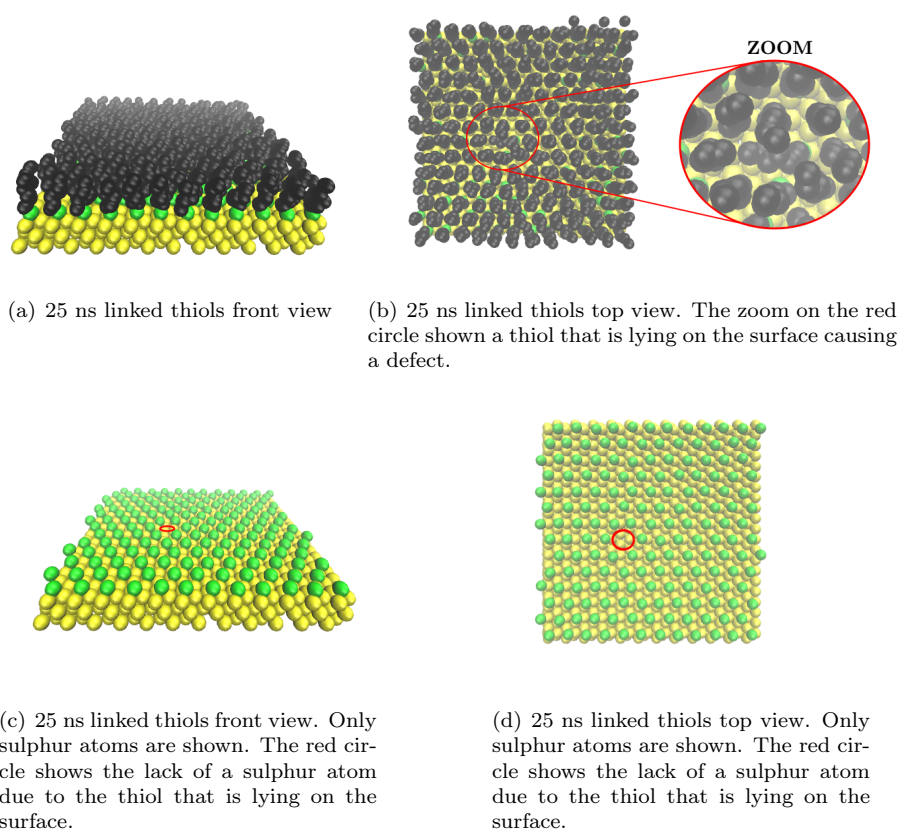 ZOOM
(a) 25 ns linked thiols front view
(b) 25 ns linked thiols top view. The zoom on the red
circle shown a thiol that is lying on the surface causing
a defect.
(c) 25 ns linked thiols front view. Only
sulphur atoms are shown. The red cir-
cle shows the lack of a sulphur atom
due to the thiol that is lying on the
surface.
(d) 25 ns linked thiols top view. Only
sulphur atoms are shown. The red cir-
cle shows the lack of a sulphur atom
due to the thiol that is lying on the
surface.